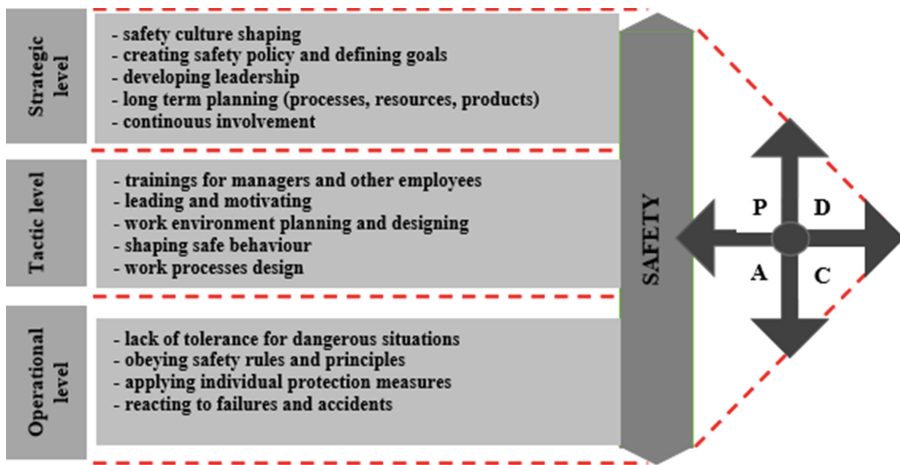 Strategic level
- safety culture shaping
- creating safety policy and defining goals
- developing leadership
- long term planning (processes, resources, products)
- continouus involvement
Tactic level
- trainings for managers and other employees
- leading and motivating
- work environment planning and designing
- shaping safe behaviour
- work processes design
Operational level
- lack of tolerance for dangerous situations
- obeying safety rules and principles
- applying individual protection measures
- reacting to failures and accidents
SAFETY
P D
A C